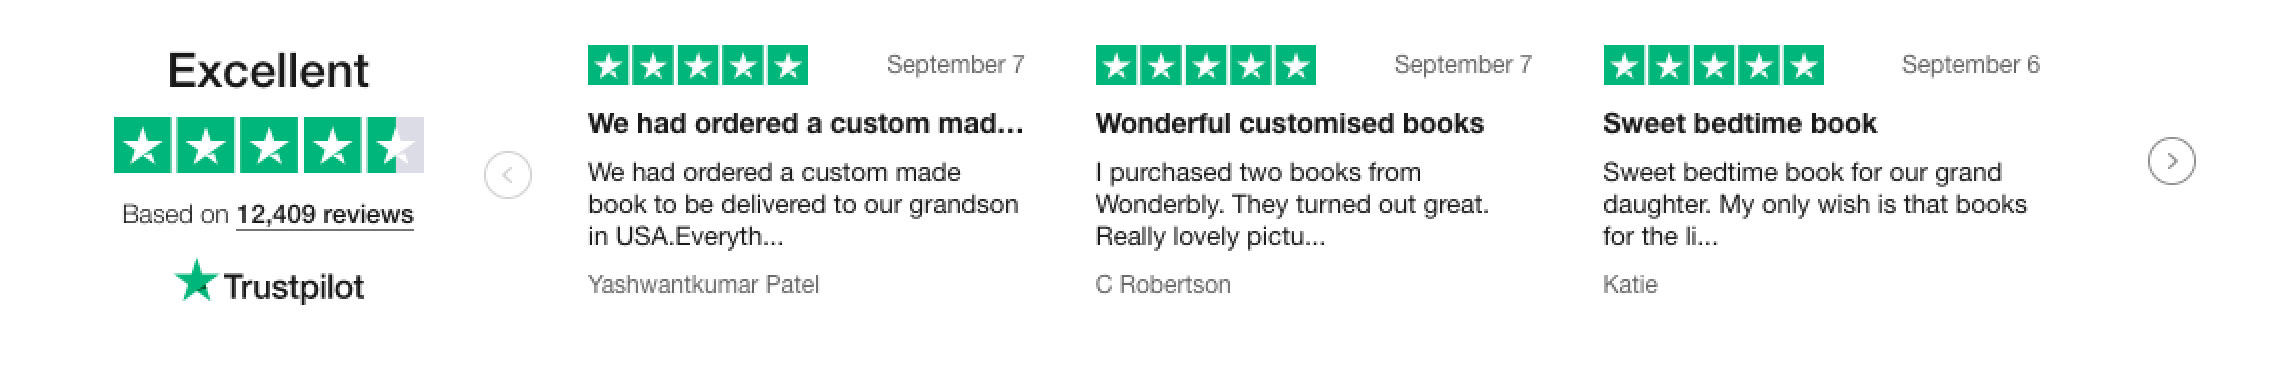 Excellent
Based on 12,409 reviews
Trustpilot
September 7
We had ordered a custom mad...
We had ordered a custom made
book to be delivered to our grandson
in USA.Everyth...
Yashwantkumar Patel
September 7
Wonderful customised books
I purchased two books from
Wonderbly. They turned out great.
Really lovely pictu...
C Robertson
September 6
Sweet bedtime book
Sweet bedtime book for our grand
daughter. My only wish is that books
for the li...
Katie